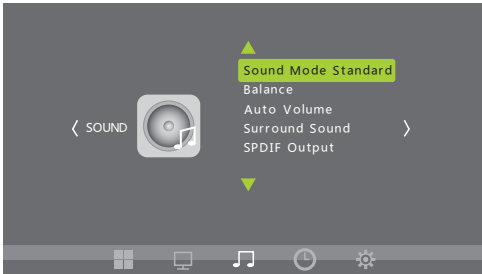 SOUND
Sound Mode Standard
Balance
Auto Volume
Surround Sound
SPDIF Output